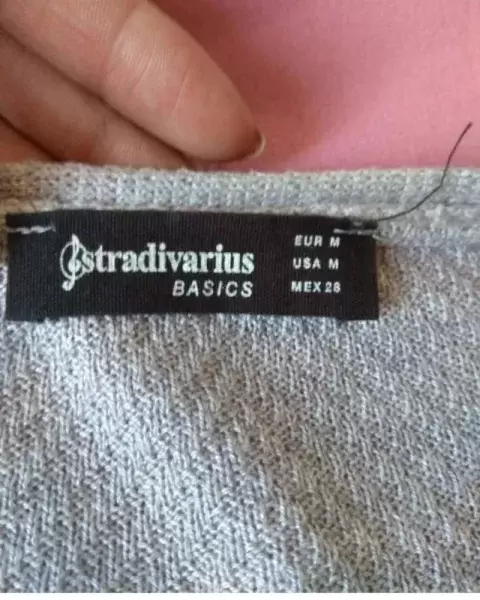 stradivarius
BASICS
EUR M
USA M
MEX 28